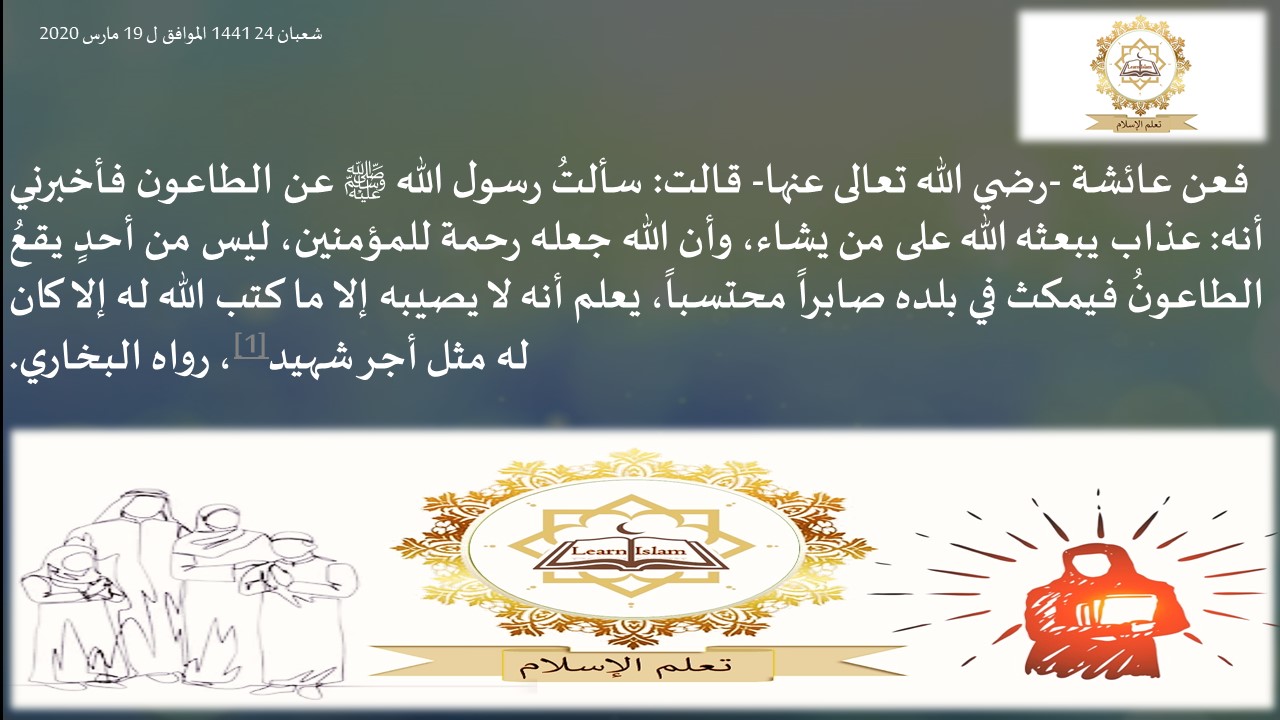 شعبان 24 1441 الموافق ل 19 مارس 2020
Learn Islam
تعلم الإسلام
فعن عائشة -رضي الله تعالى عنها- قالت: سألتُ رسول الله ﷺ عن الطاعون فأخبرني
أنه: عذاب يبعثه الله على من يشاء، وأن الله جعله رحمة للمؤمنين، ليس من أحدٍ يقعُ
الطاعونُ فيمكث في بلده صابراً محتسباً، يعلم أنه لا يصيبه إلا ما كتب الله له إلا كان
له مثل أجر شهيد[1]، رواه البخاري.
Learn Islam
تعلم الإسلام